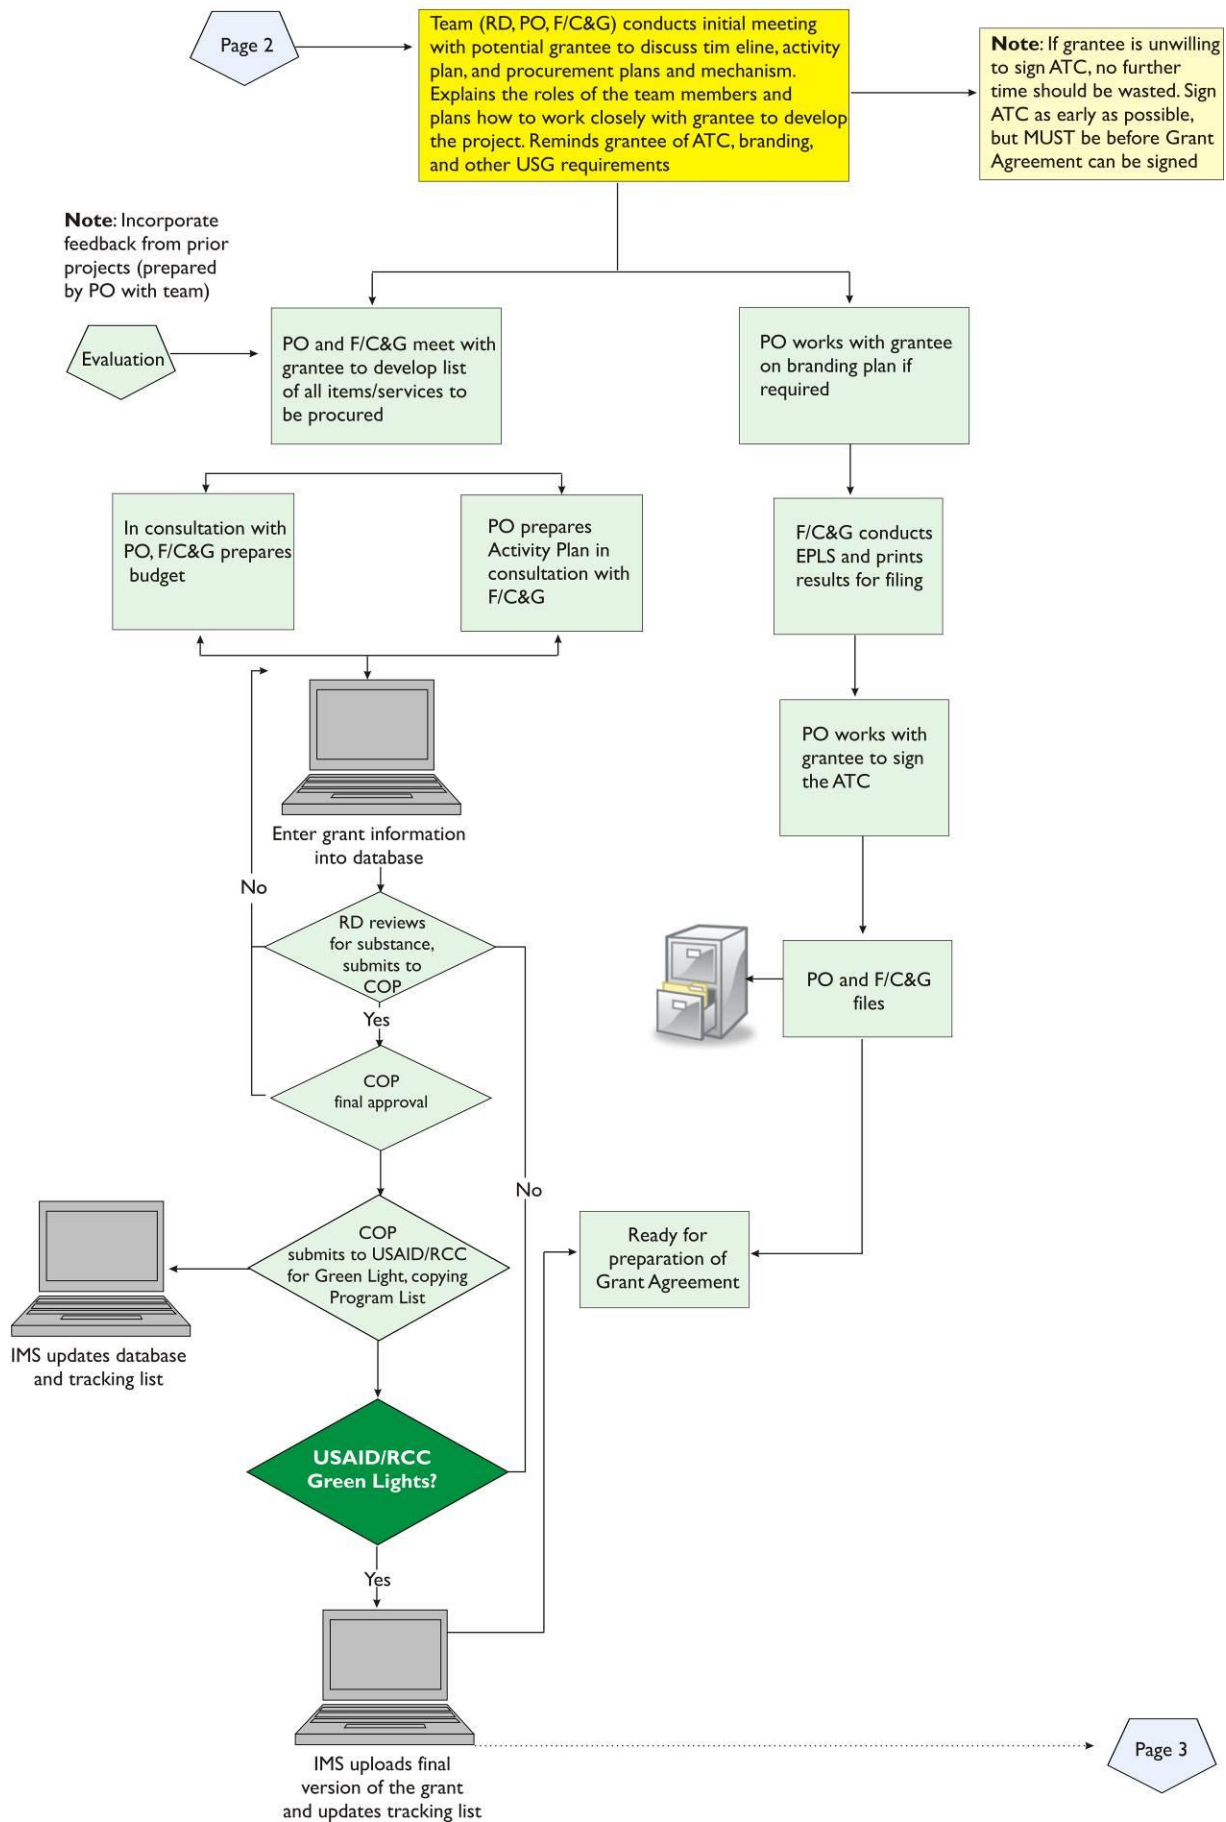 Page 2
Team (RD, PO, F/C&G) conducts initial meeting
with potential grantee to discuss tim eline, activity
plan, and procurement plans and mechanism.
Explains the roles of the team members and
plans how to work closely with grantee to develop
the project. Reminds grantee of ATC, branding,
and other USG requirements
Note: If grantee is unwilling
to sign ATC, no further
time should be wasted. Sign
ATC as early as possible,
but MUST be before Grant
Agreement can be signed
Note: Incorporate
feedback from prior
projects (prepared
by PO with team)
Evaluation
PO and F/C&G meet with
grantee to develop list
of all items/services to
be procured
PO works with grantee
on branding plan if
required
In consultation with
PO, F/C&G prepares
budget
PO prepares
Activity Plan in
consultation with
F/C&G
F/C&G conducts
EPLS and prints
results for filing
PO works with
grantee to sign
the ATC
Enter grant information
into database
No
RD reviews
for substance,
submits to
COP
Yes
PO and F/C&G
files
COP
final approval
No
COP
submits to USAID/RCC
for Green Light, copying
Program List
Ready for
preparation of
Grant Agreement
IMS updates database
and tracking list
USAID/RCC
Green Lights?
Yes
IMS uploads final
version of the grant
and updates tracking list
Page 3